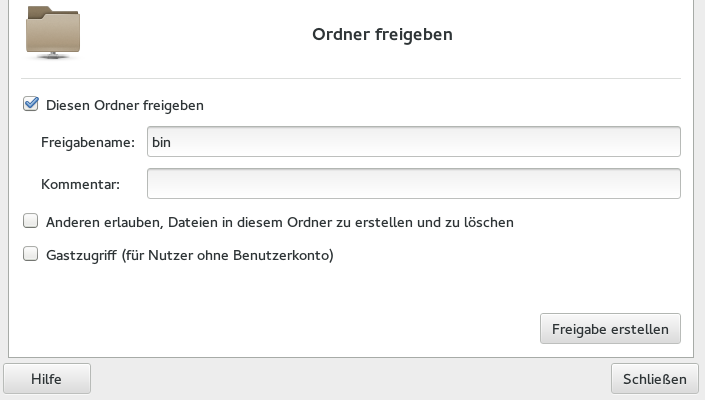 Ordner freigeben
Diesen Ordner freigeben
Freigabename: bin
Kommentar:
Anderen erlauben, Dateien in diesem Ordner zu erstellen und zu löschen
Gastzugriff (für Nutzer ohne Benutzerkonto)
Freigabe erstellen
Hilfe Schließen